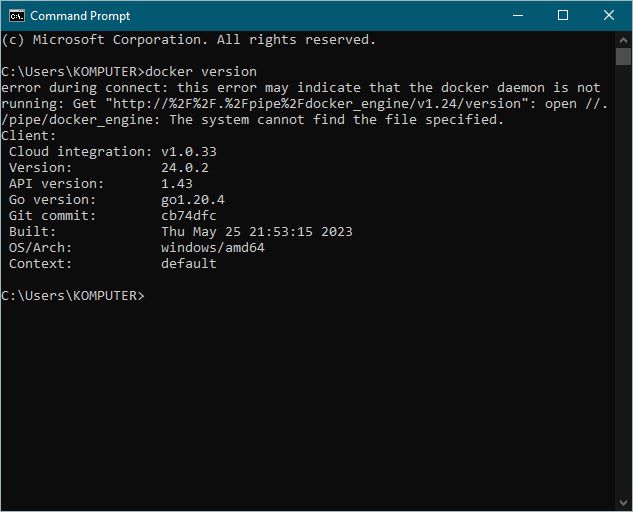 Command Prompt
(c) Microsoft Corporation. All rights reserved.
C:\Users\KOMPUTER>docker version
error during connect: this error may indicate that the docker daemon is not
running: Get "http://%2F%2F.%2Fpipe%2Fdocker_engine/v1.24/version": open //.
/pipe/docker_engine: The system cannot find the file specified.
Client:
 Cloud integration: v1.0.33
 Version:           24.0.2
 API version:       1.43
 Go version:        go1.20.4
 Git commit:        cb74dfc
 Built:             Thu May 25 21:53:15 2023
 OS/Arch:           windows/amd64
 Context:           default
C:\Users\KOMPUTER>